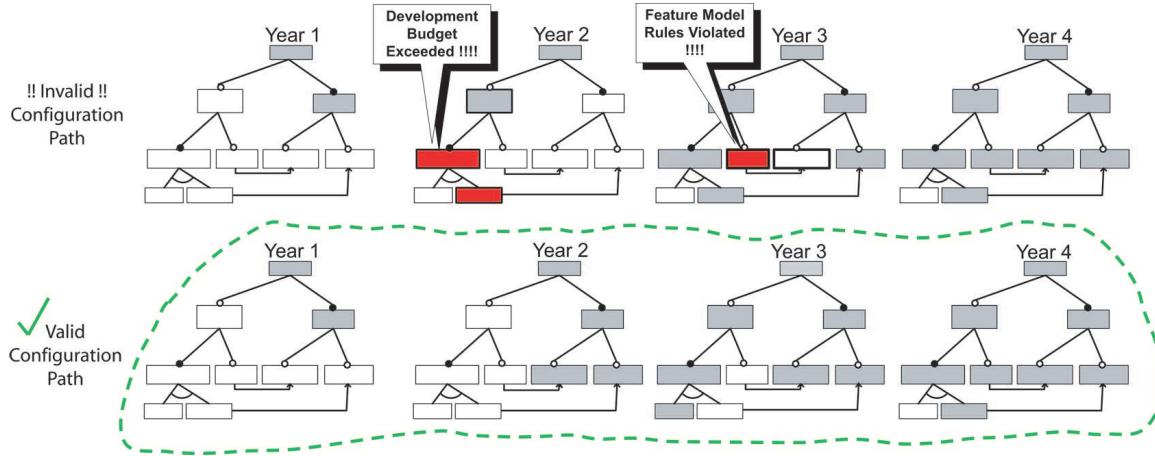 Development
Budget
Exceeded !!!!
Feature Model
Rules Violated
!!!!
Year 1
Year 2
Year 3
Year 4
!! Invalid !!
Configuration
Path
Year 1
Year 2
Year 3
Year 4
Valid
Configuration
Path